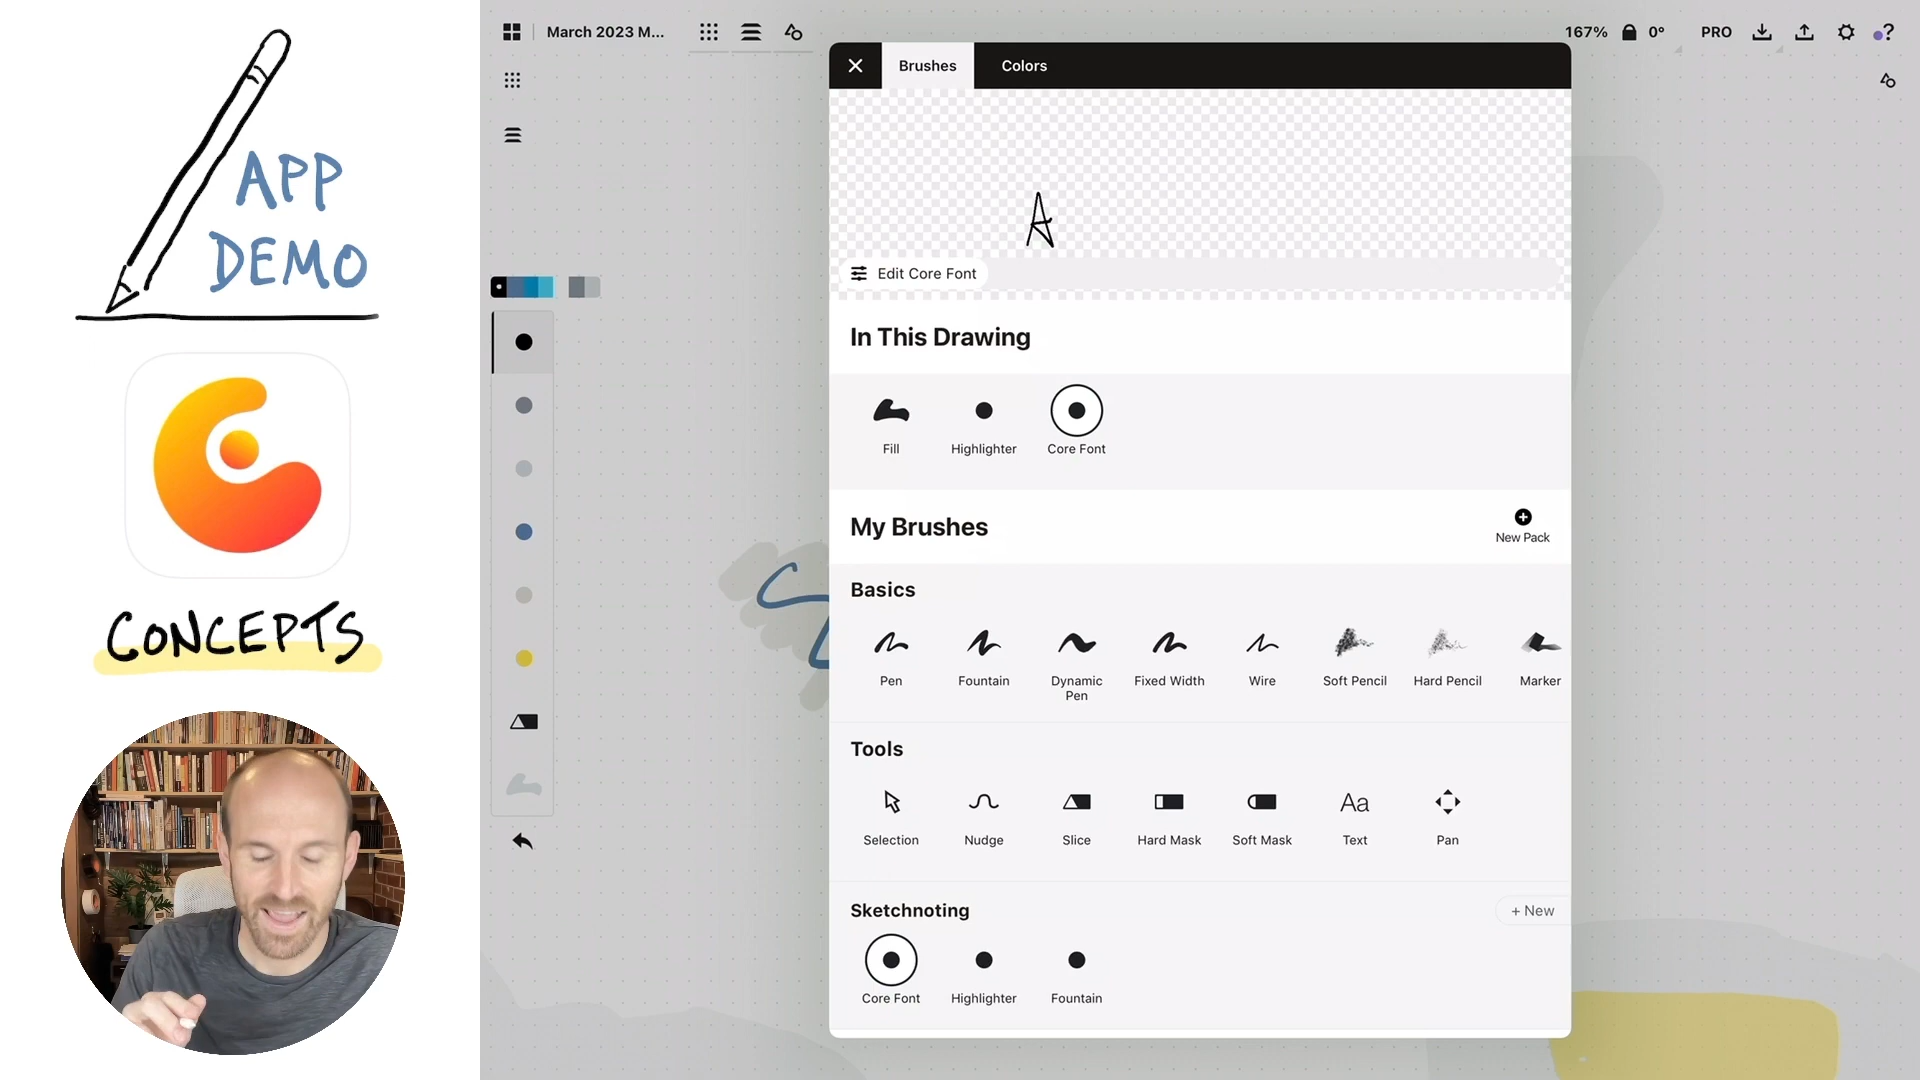 APP
DEMO
CONCEPTS
March 2023 M...
167%
0°
PRO
?
Brushes
Colors
A
Edit Core Font
In This Drawing
Fill
Highlighter
Core Font
My Brushes
New Pack
Basics
Pen
Fountain
Dynamic
Pen
Fixed Width
Wire
Soft Pencil
Hard Pencil
Marker
Tools
Selection
Nudge
Slice
Hard Mask
Soft Mask
Aa
Text
Pan
Sketchnoting
+ New
Core Font
Highlighter
Fountain